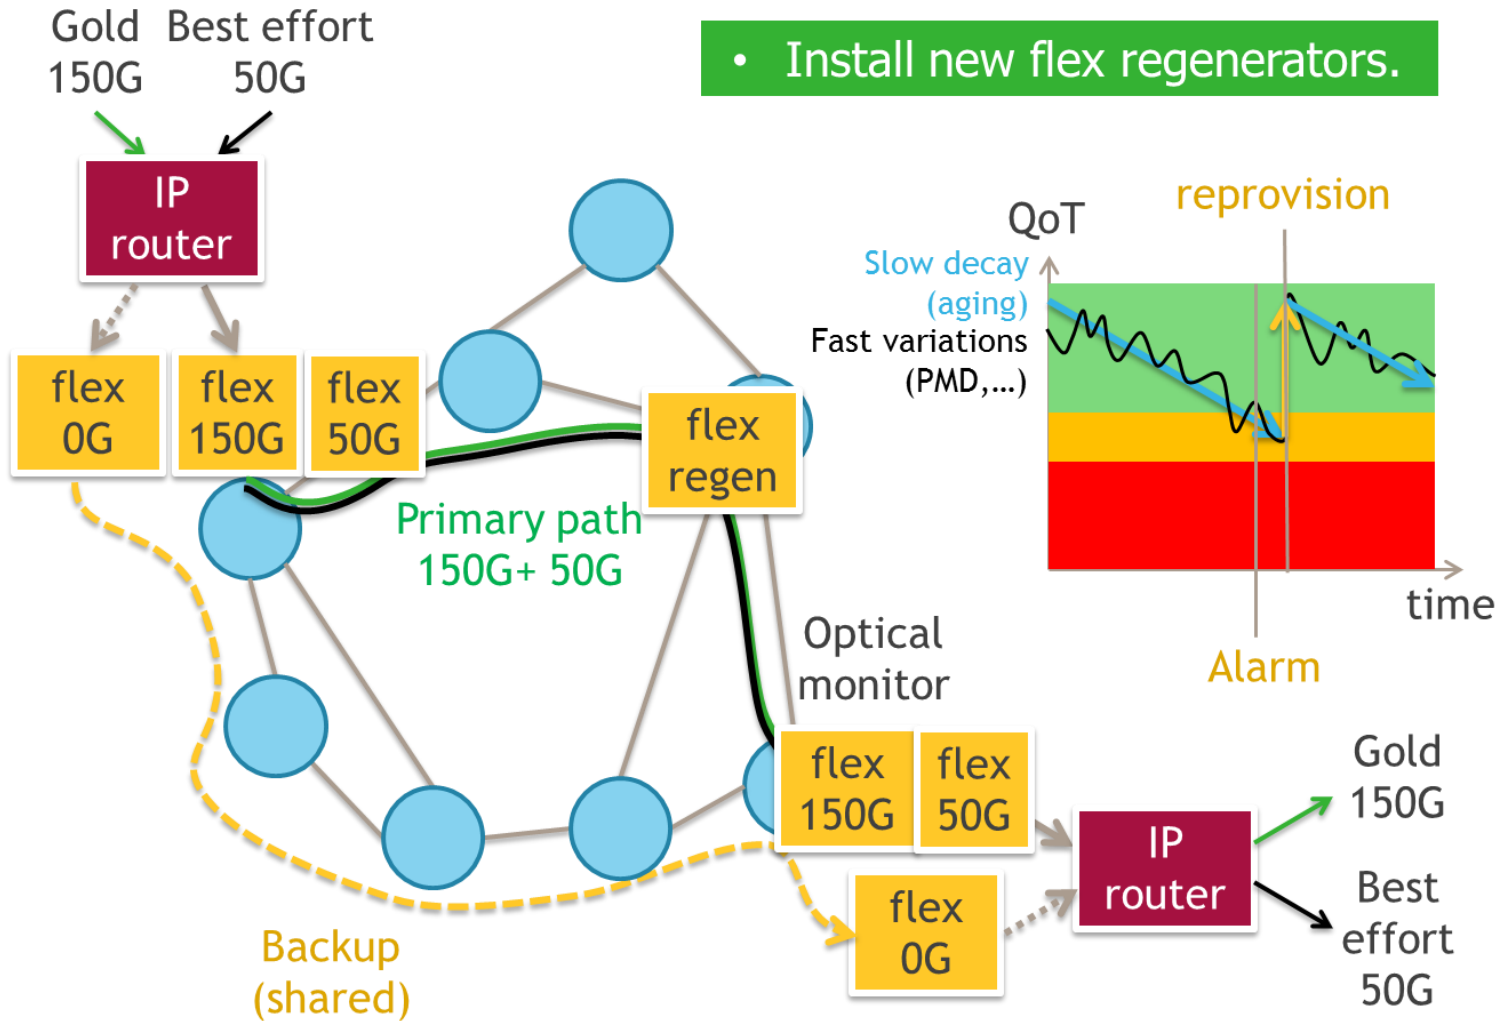 Gold Best effort
150G 50G
• Install new flex regenerators.
IP
router
reprovision
QoT
Slow decay
(aging)
Fast variations
(PMD,...)
flex
0G
flex
150G
flex
50G
flex
regen
Primary path
150G+ 50G
time
Alarm
Optical
monitor
flex
150G
flex
50G
Gold
150G
IP
router
flex
0G
Best
effort
50G
Backup
(shared)